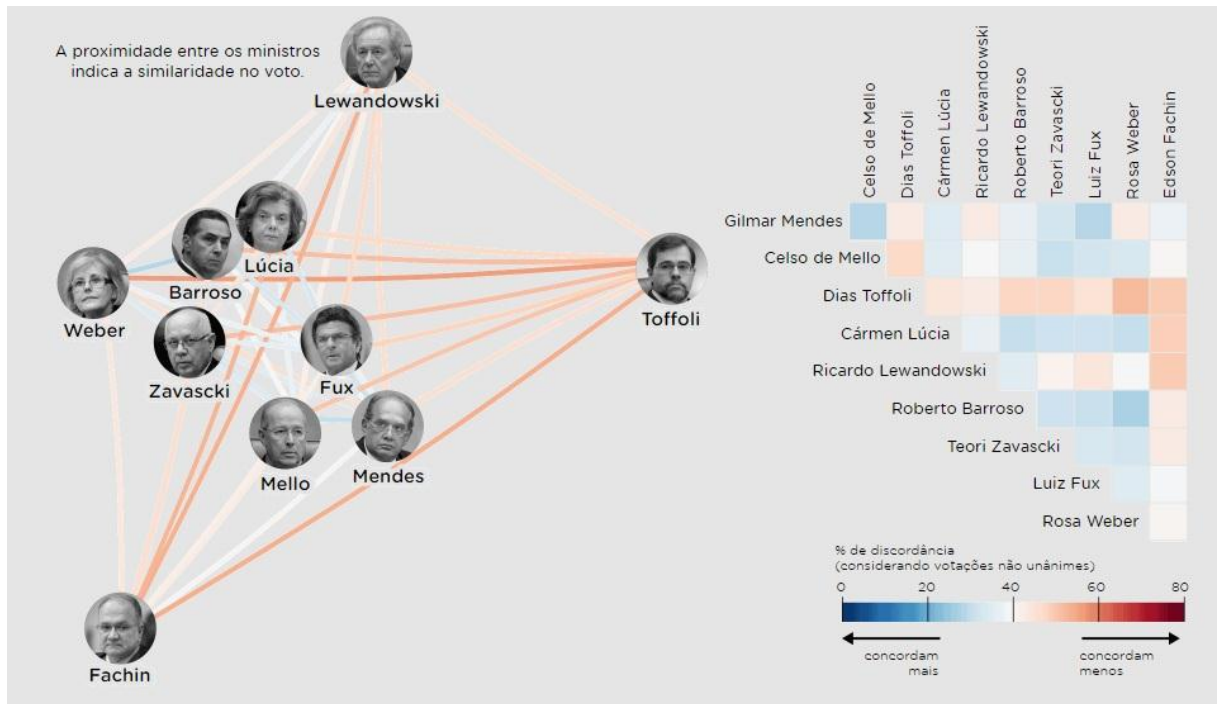 A proximidade entre os ministros
indica a similaridade no voto.
Lewandowski
Lúcia
Barroso
Weber
Toffoli
Zavascki
Fux
Mello
Mendes
Fachin
Celso de Mello
Dias Toffoli
Cármen Lúcia
Ricardo Lewandowski
Roberto Barroso
Teori Zavascki
Luiz Fux
Rosa Weber
Edson Fachin
Gilmar Mendes
Celso de Mello
Dias Toffoli
Cármen Lúcia
Ricardo Lewandowski
Roberto Barroso
Teori Zavascki
Luiz Fux
Rosa Weber
% de discordância
(considerando votações não unânimes)
0 20 40 60 80
concordam
mais
concordam
menos